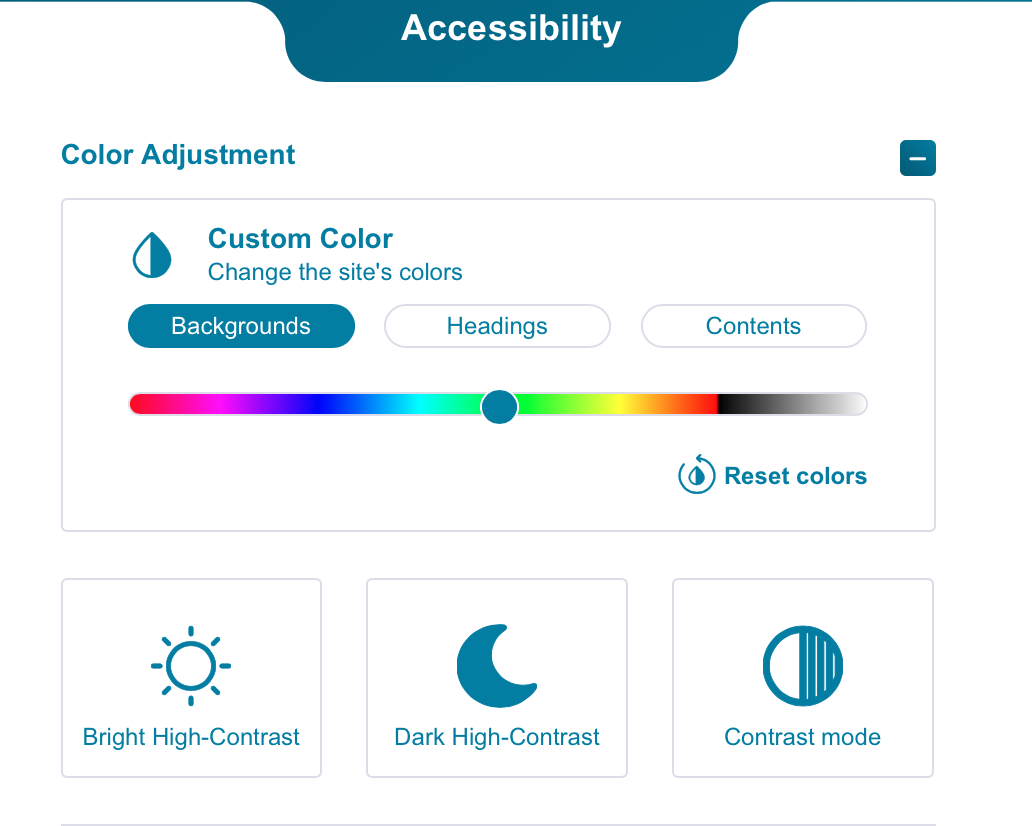 Accessibility
Color Adjustment
Custom Color
Change the site's colors
Backgrounds
Headings
Contents
Reset colors
Bright High-Contrast
Dark High-Contrast
Contrast mode